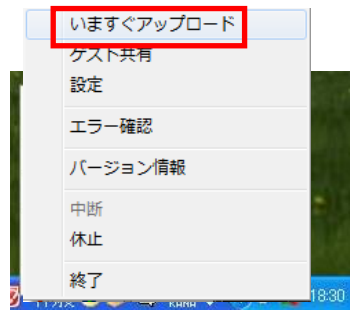 いますぐアップロード
ゲスト共有
設定
エラー確認
バージョン情報
中断
休止
終了
18:30